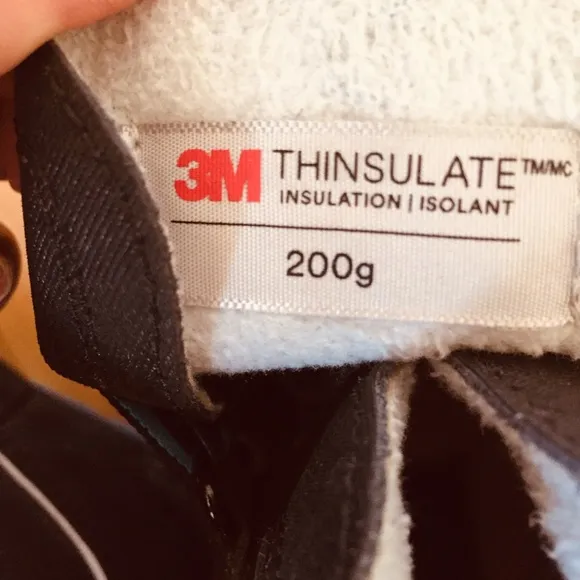 3M THINSULATE™/MC
INSULATION | ISOLANT
200g